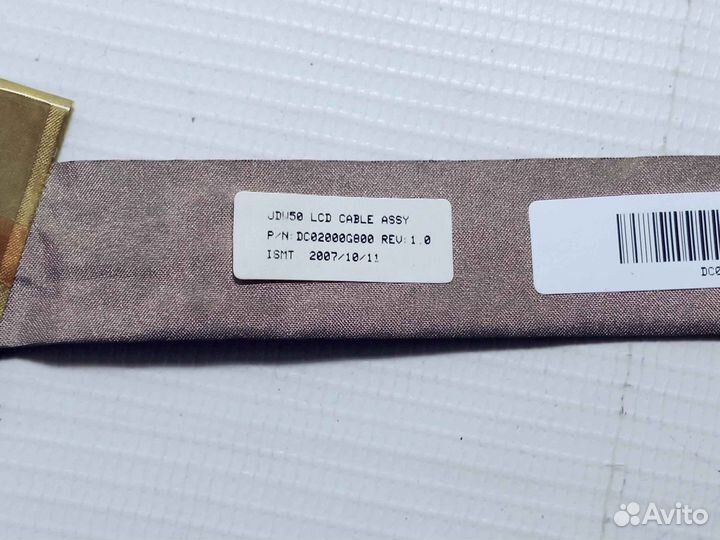 JDW50 LCD CABLE ASSY
P/N:DC02000G800 REV:1.0
ISMT 2007/10/11
DC0
Avito